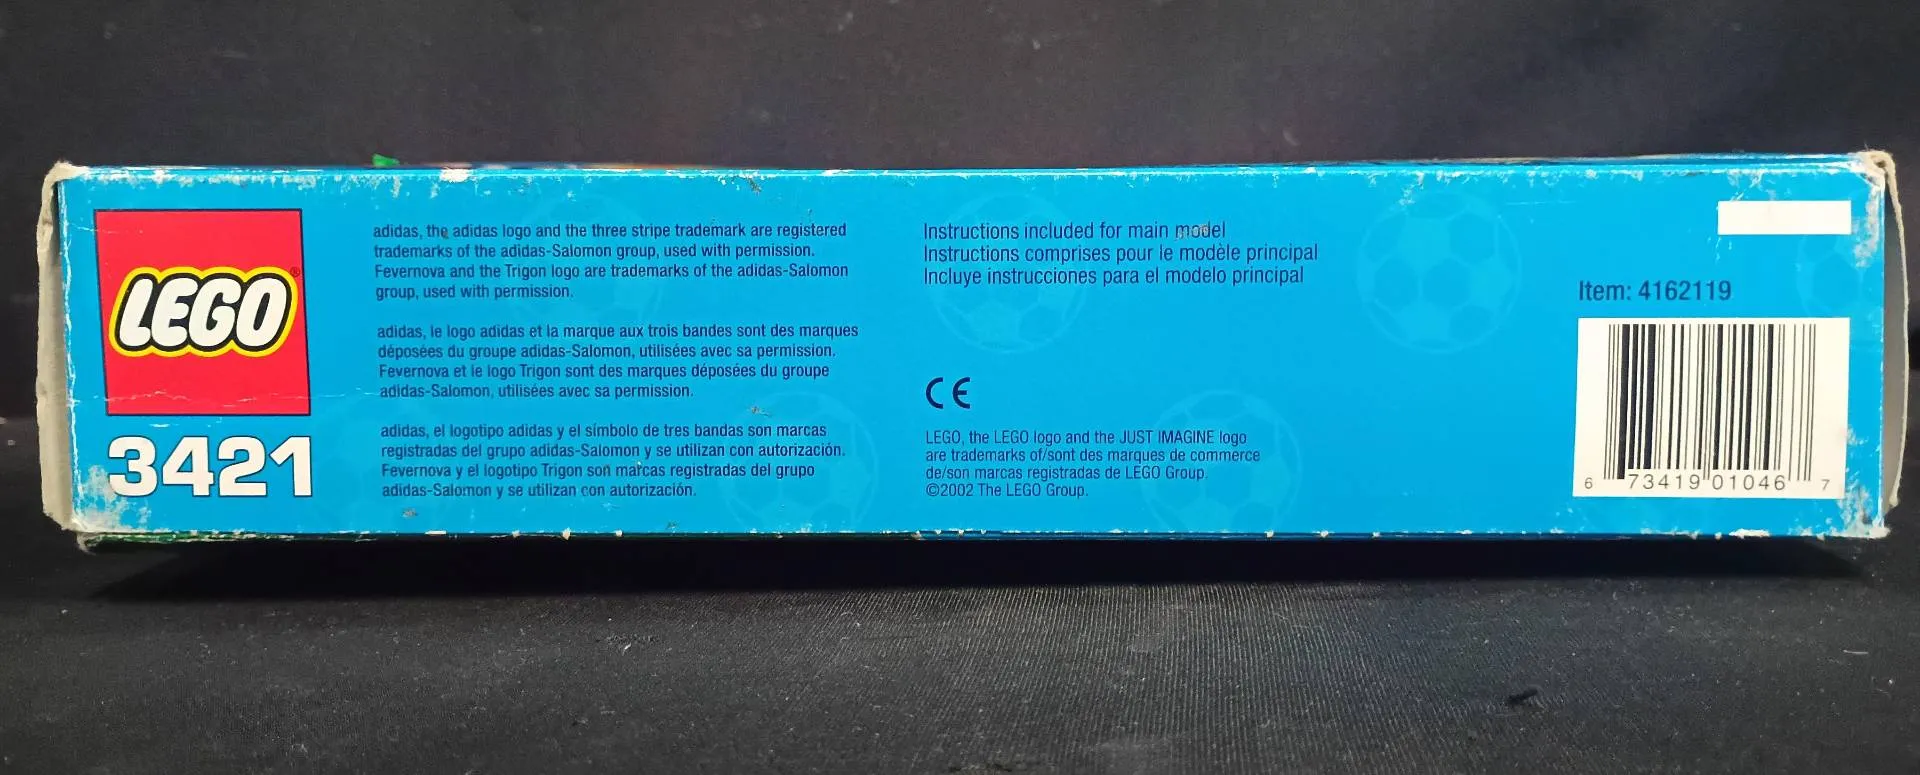 LEGO®
3421
adidas, the adidas logo and the three stripe trademark are registered
trademarks of the adidas-Salomon group, used with permission.
Fevernova and the Trigon logo are trademarks of the adidas-Salomon
group, used with permission.
adidas, le logo adidas et la marque aux trois bandes sont des marques
déposées du groupe adidas-Salomon, utilisées avec sa permission.
Fevernova et le logo Trigon sont des marques déposées du groupe
adidas-Salomon, utilisées avec sa permission.
adidas, el logotipo adidas y el símbolo de tres bandas son marcas
registradas del grupo adidas-Salomon y se utilizan con autorización.
Fevernova y el logotipo Trigon son marcas registradas del grupo
adidas-Salomon y se utilizan con autorización.
Instructions included for main model
Instructions comprises pour le modèle principal
Incluye instrucciones para el modelo principal
CE
LEGO, the LEGO logo and the JUST IMAGINE logo
are trademarks of/sont des marques de commerce
de/son marcas registradas de LEGO Group.
©2002 The LEGO Group.
Item: 4162119
6 73419 01046 7